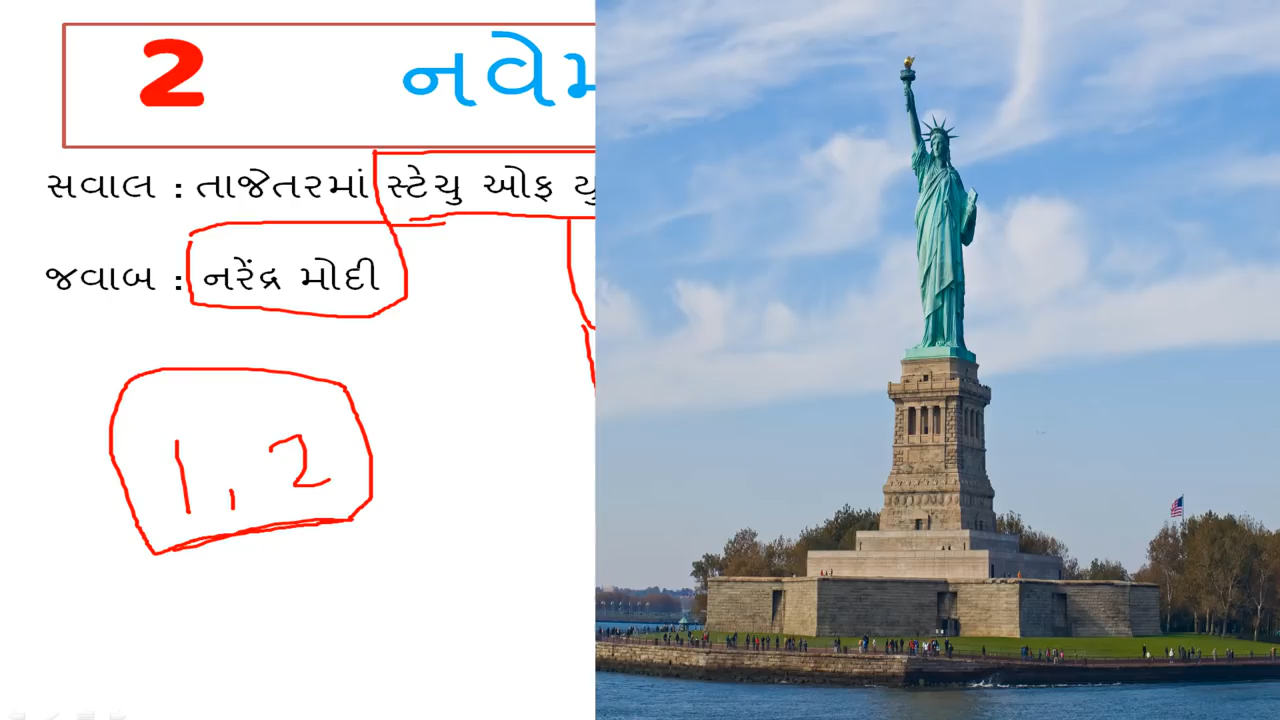 2 નવેમ
સવાલ : તાજેતરમાં સ્ટેચુ ઓફ યુ
જવાબ : નરેંદ્ર મોદી
1, 2